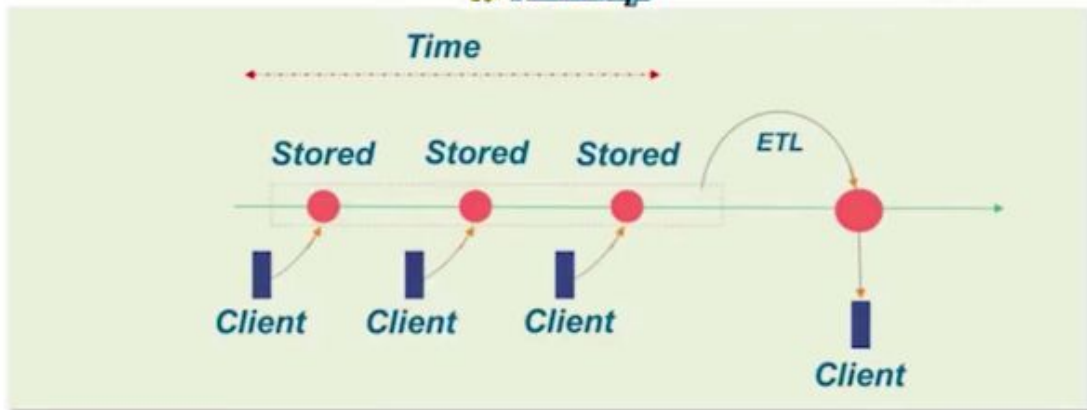 Time
ETL
Stored Stored Stored
Client Client Client
Client